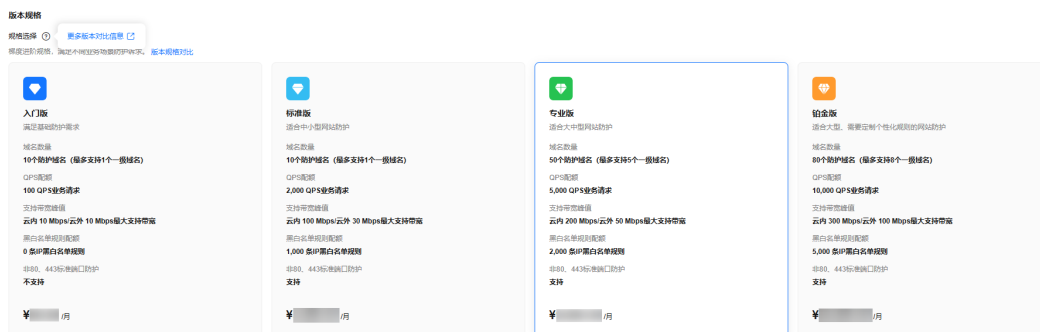 版本规格
规格选择 更多版本对比信息
梯度进阶规格，满足不同业务场景防护诉求。 版本规格对比
入门版
满足基础防护需求
域名数量
10个防护域名（最多支持1个一级域名）
QPS配额
100 QPS业务请求
支持带宽峰值
云内 10 Mbps/云外 10 Mbps最大支持带宽
黑白名单规则配额
0 条IP黑白名单规则
非80、443标准端口防护
不支持
¥ /月
标准版
适合中小型网站防护
域名数量
10个防护域名（最多支持1个一级域名）
QPS配额
2,000 QPS业务请求
支持带宽峰值
云内 100 Mbps/云外 30 Mbps最大支持带宽
黑白名单规则配额
1,000 条IP黑白名单规则
非80、443标准端口防护
支持
¥ /月
专业版
适合大中型网站防护
域名数量
50个防护域名（最多支持5个一级域名）
QPS配额
5,000 QPS业务请求
支持带宽峰值
云内 200 Mbps/云外 50 Mbps最大支持带宽
黑白名单规则配额
2,000 条IP黑白名单规则
非80、443标准端口防护
支持
¥ /月
铂金版
适合大型，需要定制个性化规则的网站防护
域名数量
80个防护域名（最多支持8个一级域名）
QPS配额
10,000 QPS业务请求
支持带宽峰值
云内 300 Mbps/云外 100 Mbps最大支持带宽
黑白名单规则配额
5,000 条IP黑白名单规则
非80、443标准端口防护
支持
¥ /月